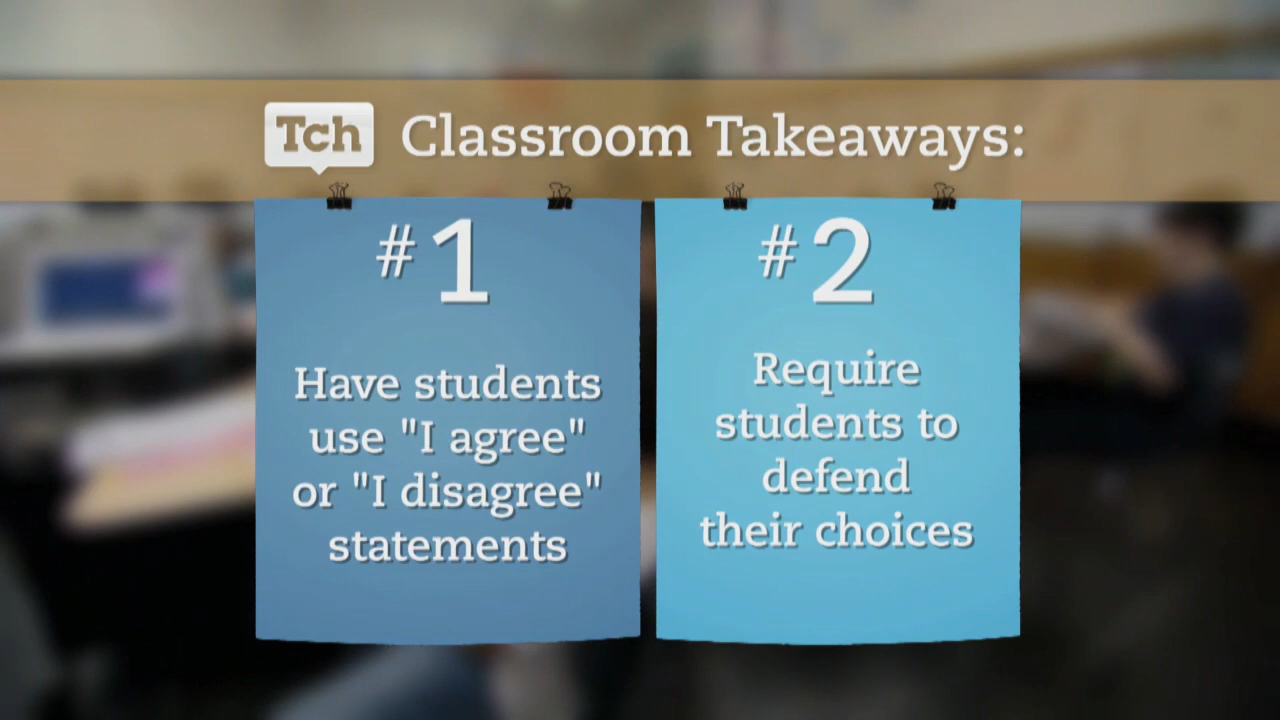 Tch Classroom Takeaways:
#1
Have students
use "I agree"
or "I disagree"
statements
#2
Require
students to
defend
their choices